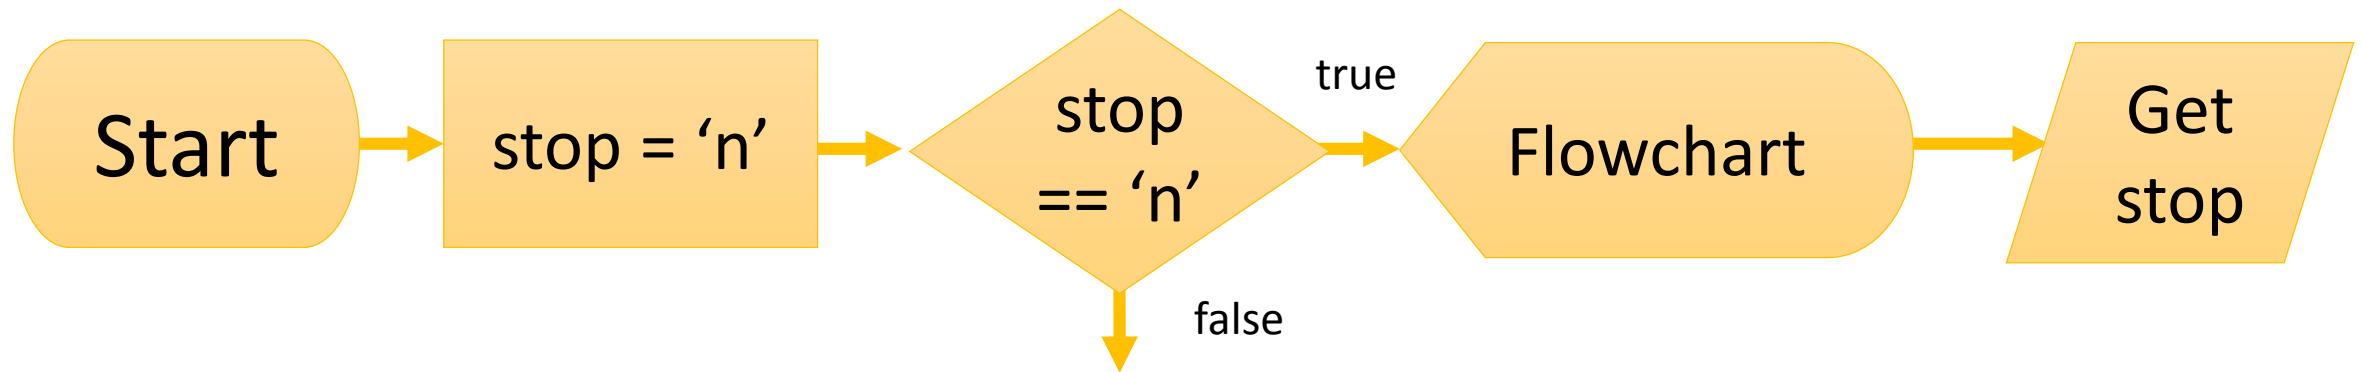 Start
stop = ‘n’
stop
== ‘n’
true
false
Flowchart
Get
stop